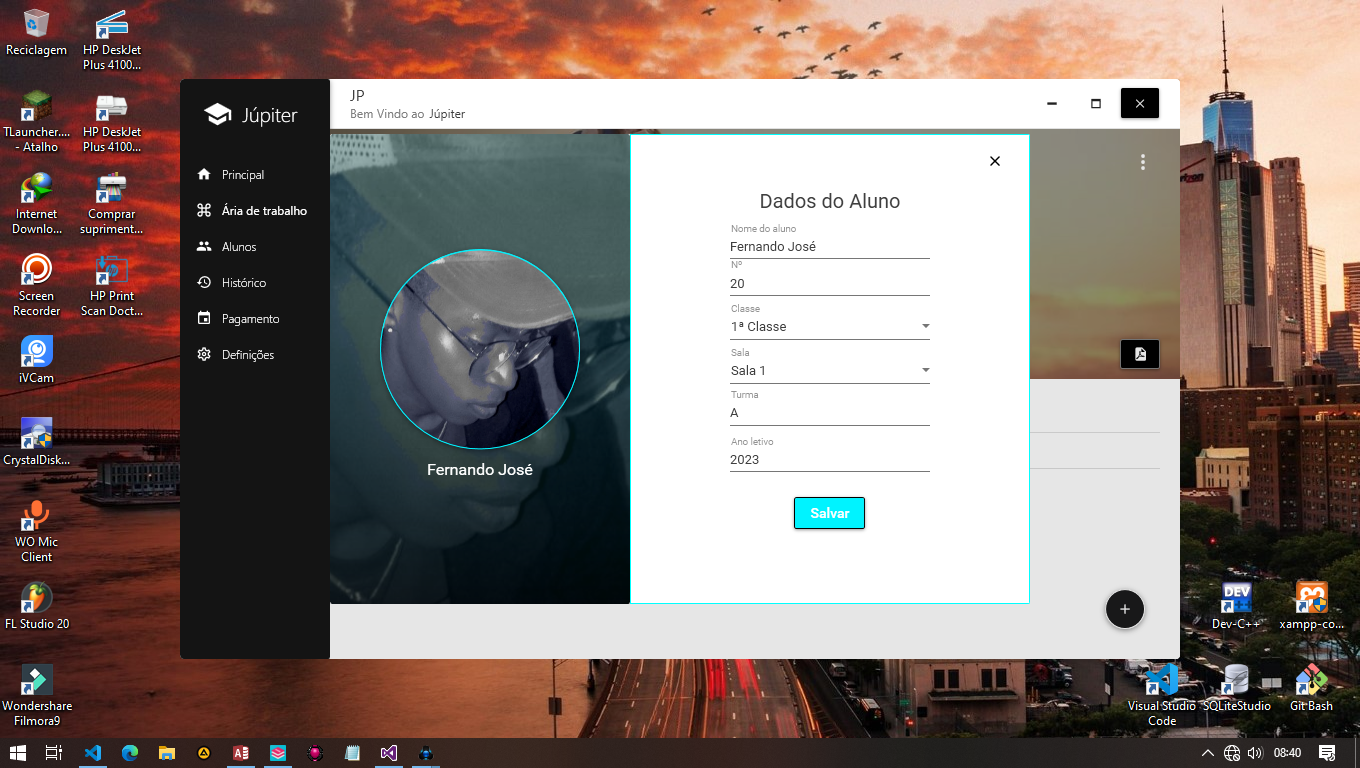 Reciclagem
HP DeskJet
Plus 4100...
TLauncher....
- Atalho
HP DeskJet
Plus 4100...
Internet
Downlo...
Comprar
supriment...
Screen
Recorder
HP Print
Scan Doct...
iVCam
CrystalDisk...
WO Mic
Client
FL Studio 20
Wondershare
Filmora9
Júpiter
Principal
Ária de trabalho
Alunos
Histórico
Pagamento
Definições
JP
Bem Vindo ao Júpiter
Fernando José
Dados do Aluno
Nome do aluno
Fernando José
Nº
20
Classe
1ª Classe
Sala
Sala 1
Turma
A
Ano letivo
2023
Salvar
+
verizon
DEV
Dev-C++
xampp-co...
Visual Studio
Code
SQLiteStudio
Git Bash
08:40